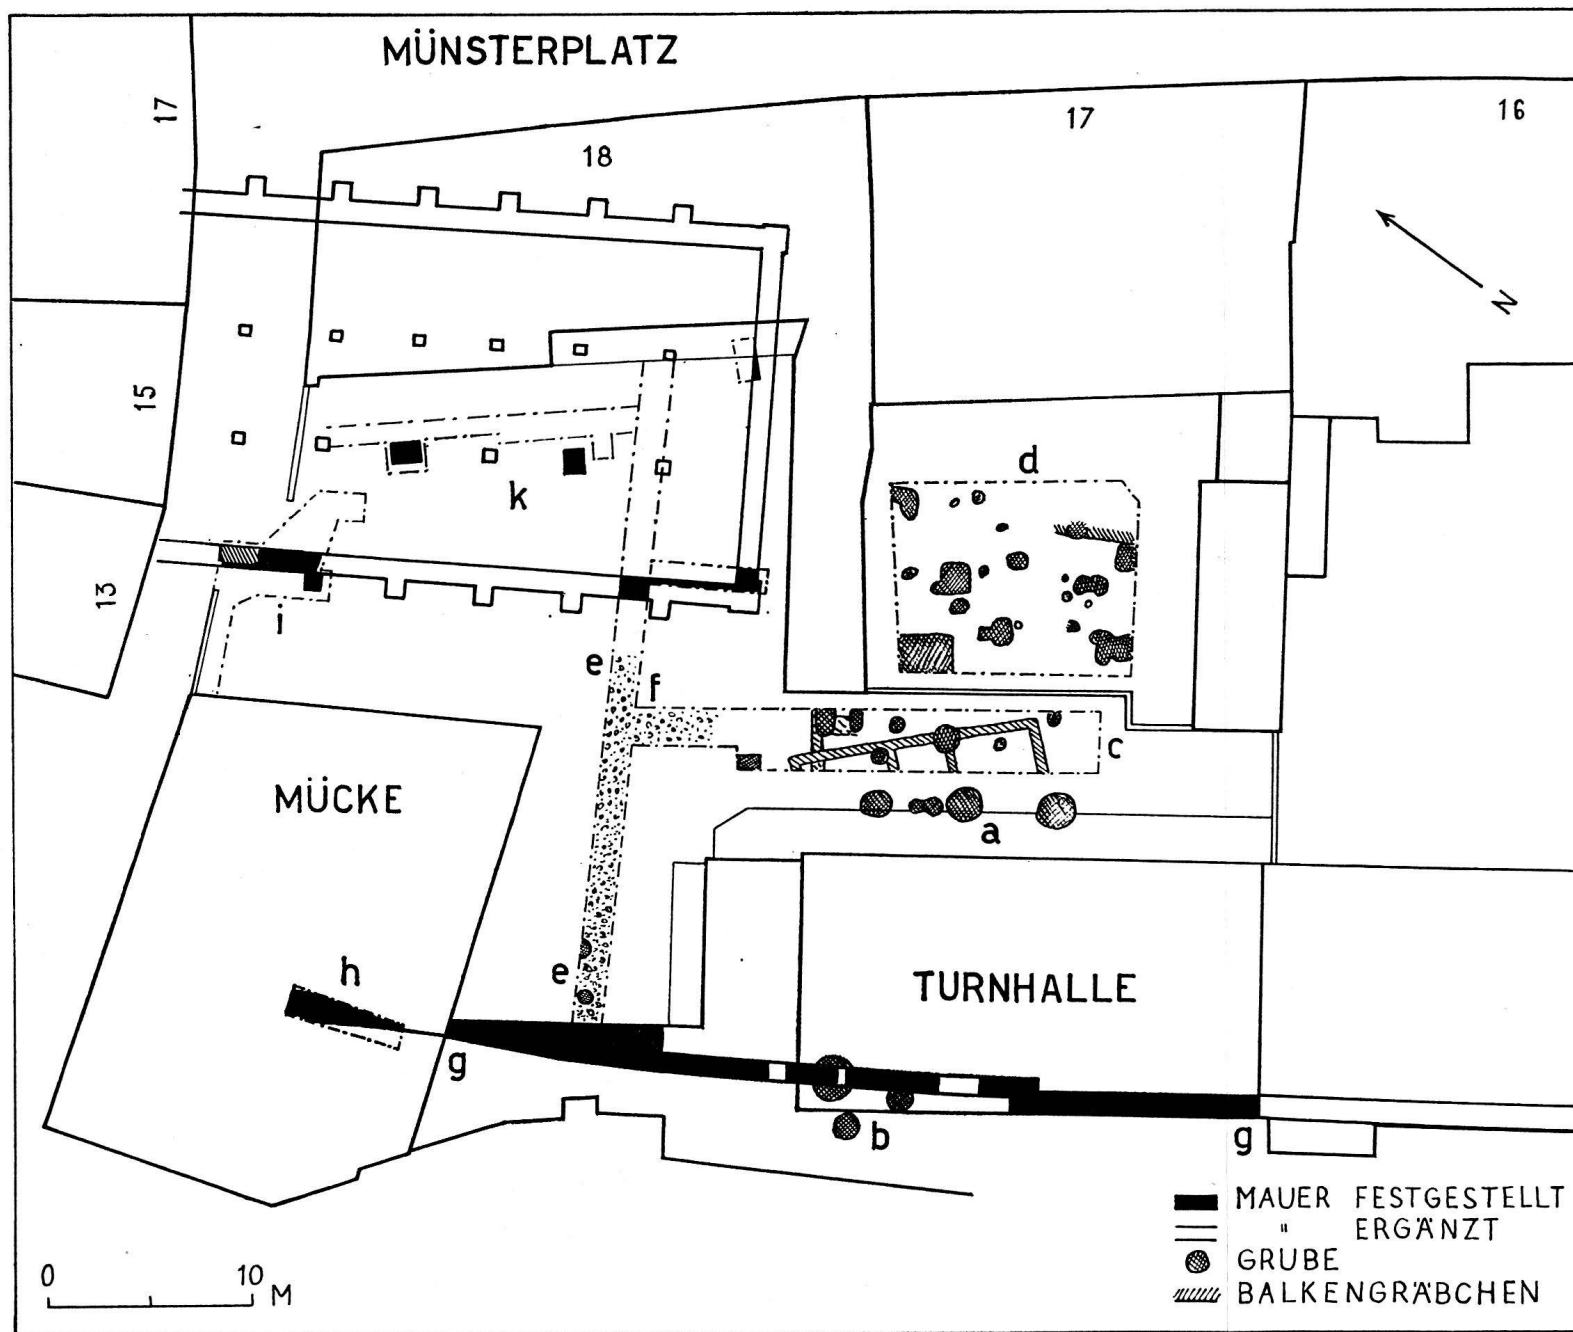 MÜNSTERPLATZ
17
18
17
16
N
15
d
k
13
i
e
f
c
MÜCKE
a
h
e
TURNHALLE
g
b
g
MAUER FESTGESTELLT
" ERGÄNZT
GRUBE
BALKENGRÄBCHEN
0 10 M